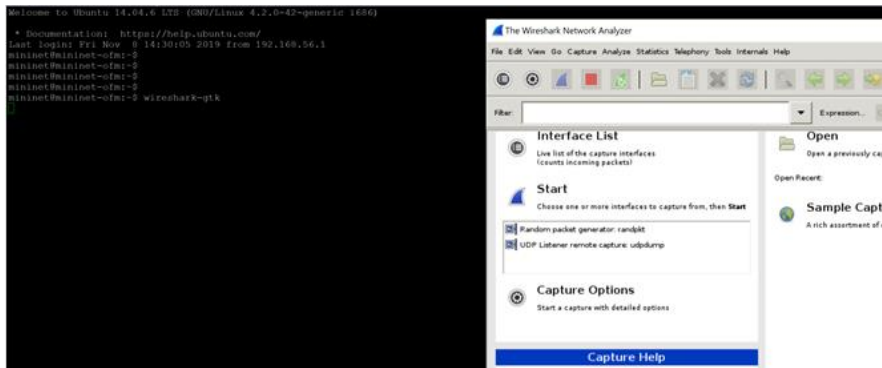 Welcome to Ubuntu 14.04.6 LTS (GNU/Linux 4.2.0-42-generic i686)
* Documentation: https://help.ubuntu.com/
Last login: Fri Nov 8 14:30:05 2019 from 192.168.56.1
mininet@mininet-ofm:~$
mininet@mininet-ofm:~$
mininet@mininet-ofm:~$
mininet@mininet-ofm:~$
mininet@mininet-ofm:~$ wireshark-gtk
The Wireshark Network Analyzer
File Edit View Go Capture Analyze Statistics Telephony Tools Internals Help
Filter: Expression...
Interface List
Live list of the capture interfaces
(counts incoming packets)
Start
Choose one or more interfaces to capture from, then Start
Random packet generator: randpkt
UDP Listener remote capture: udpdump
Capture Options
Start a capture with detailed options
Capture Help
Open
Open a previously cap
Open Recent:
Sample Capt
A rich assortment of